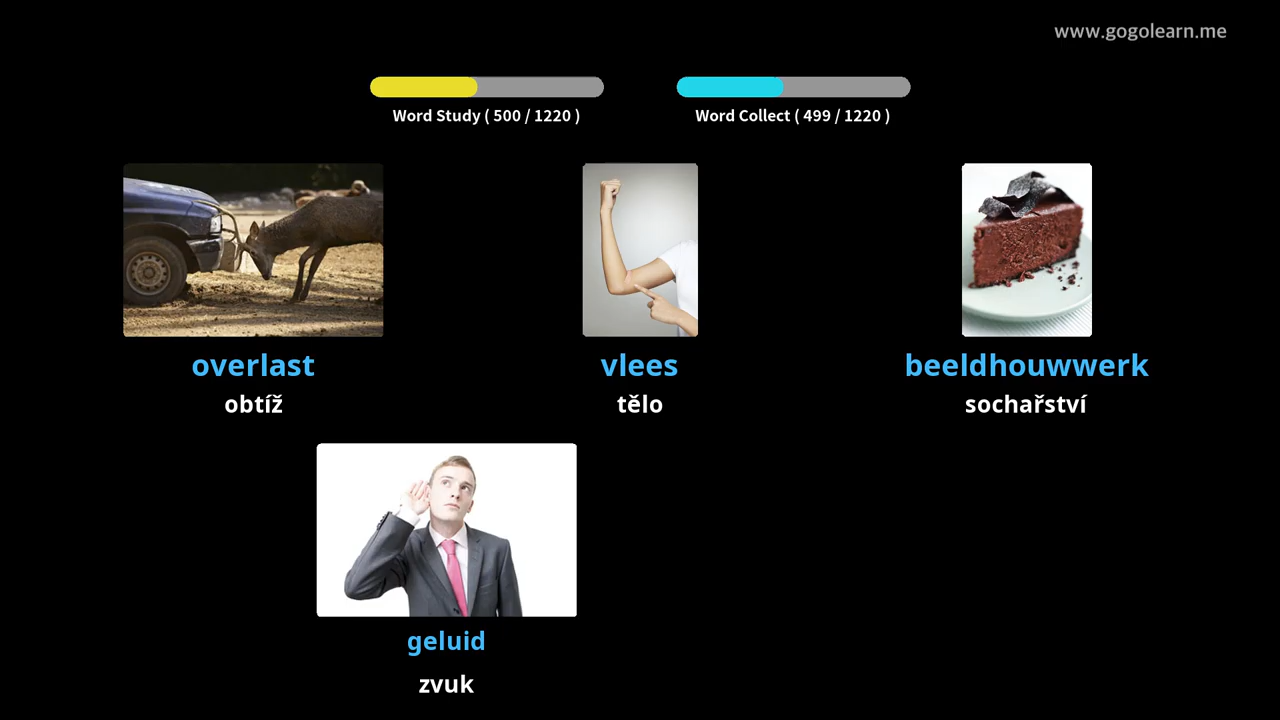 www.gogolearn.me
Word Study ( 500 / 1220 )
Word Collect ( 499 / 1220 )
overlast
obtíž
vlees
tělo
beeldhouwwerk
sochařství
geluid
zvuk